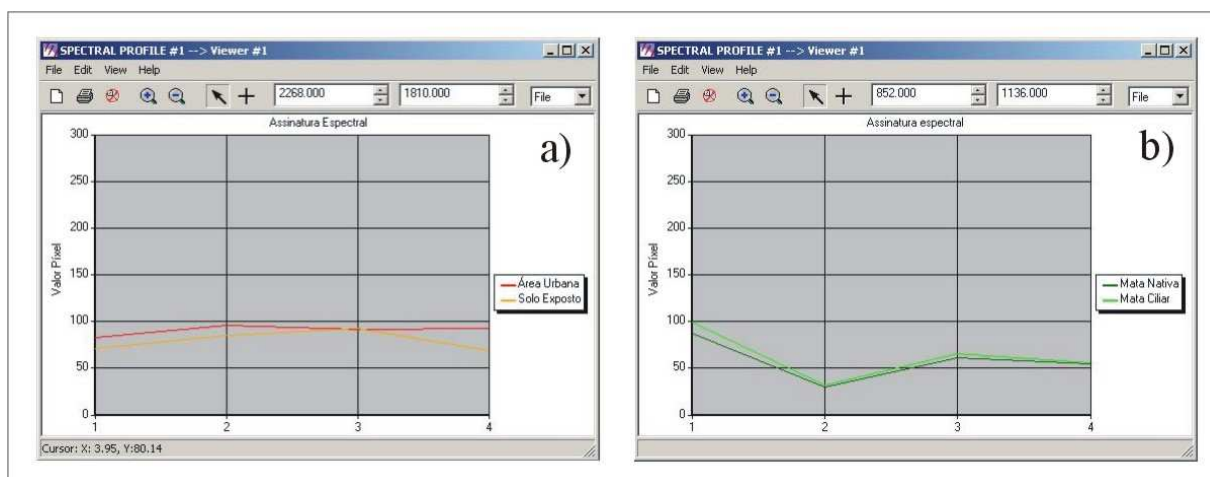 SPECTRAL PROFILE #1 --> Viewer #1
File Edit View Help
2268.000 1810.000 File
Assinatura Espectral
a)
300
250
200
150
100
50
0
Valor Píxel
1 2 3 4
Área Urbana
Solo Exposto
Cursor: X: 3.95, Y:80.14
SPECTRAL PROFILE #1 --> Viewer #1
File Edit View Help
852.000 1136.000 File
Assinatura espectral
b)
300
250
200
150
100
50
0
Valor Píxel
1 2 3 4
Mata Nativa
Mata Ciliar